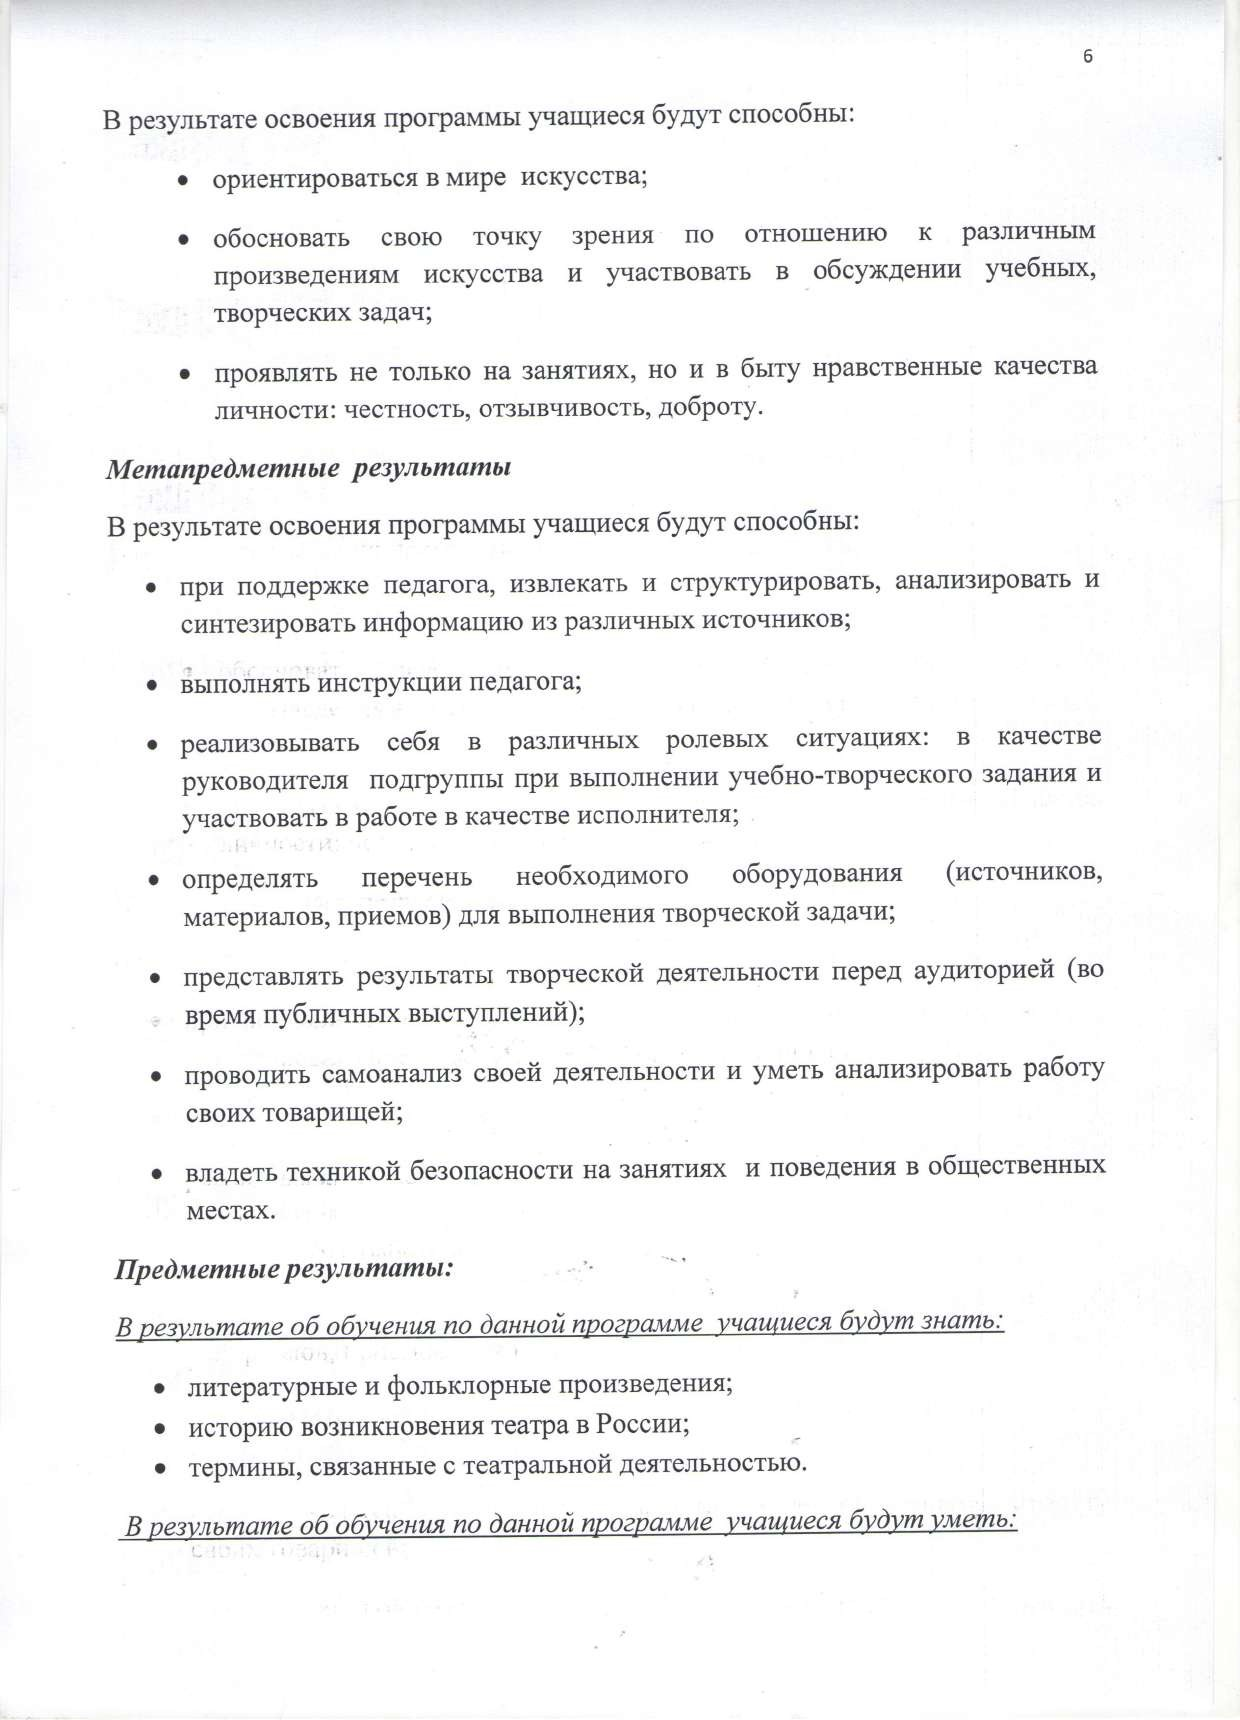 6
В результате освоения программы учащиеся будут способны:
• ориентироваться в мире искусства;
• обосновать свою точку зрения по отношению к различным
произведениям искусства и участвовать в обсуждении учебных,
творческих задач;
• проявлять не только на занятиях, но и в быту нравственные качества
личности: честность, отзывчивость, доброту.
Метапредметные результаты
В результате освоения программы учащиеся будут способны:
• при поддержке педагога, извлекать и структурировать, анализировать и
синтезировать информацию из различных источников;
• выполнять инструкции педагога;
• реализовывать себя в различных ролевых ситуациях: в качестве
руководителя подгруппы при выполнении учебно-творческого задания и
участвовать в работе в качестве исполнителя;
• определять перечень необходимого оборудования (источников,
материалов, приемов) для выполнения творческой задачи;
• представлять результаты творческой деятельности перед аудиторией (во
время публичных выступлений);
• проводить самоанализ своей деятельности и уметь анализировать работу
своих товарищей;
• владеть техникой безопасности на занятиях и поведения в общественных
местах.
Предметные результаты:
В результате об обучения по данной программе учащиеся будут знать:
• литературные и фольклорные произведения;
• историю возникновения театра в России;
• термины, связанные с театральной деятельностью.
В результате об обучения по данной программе учащиеся будут уметь: